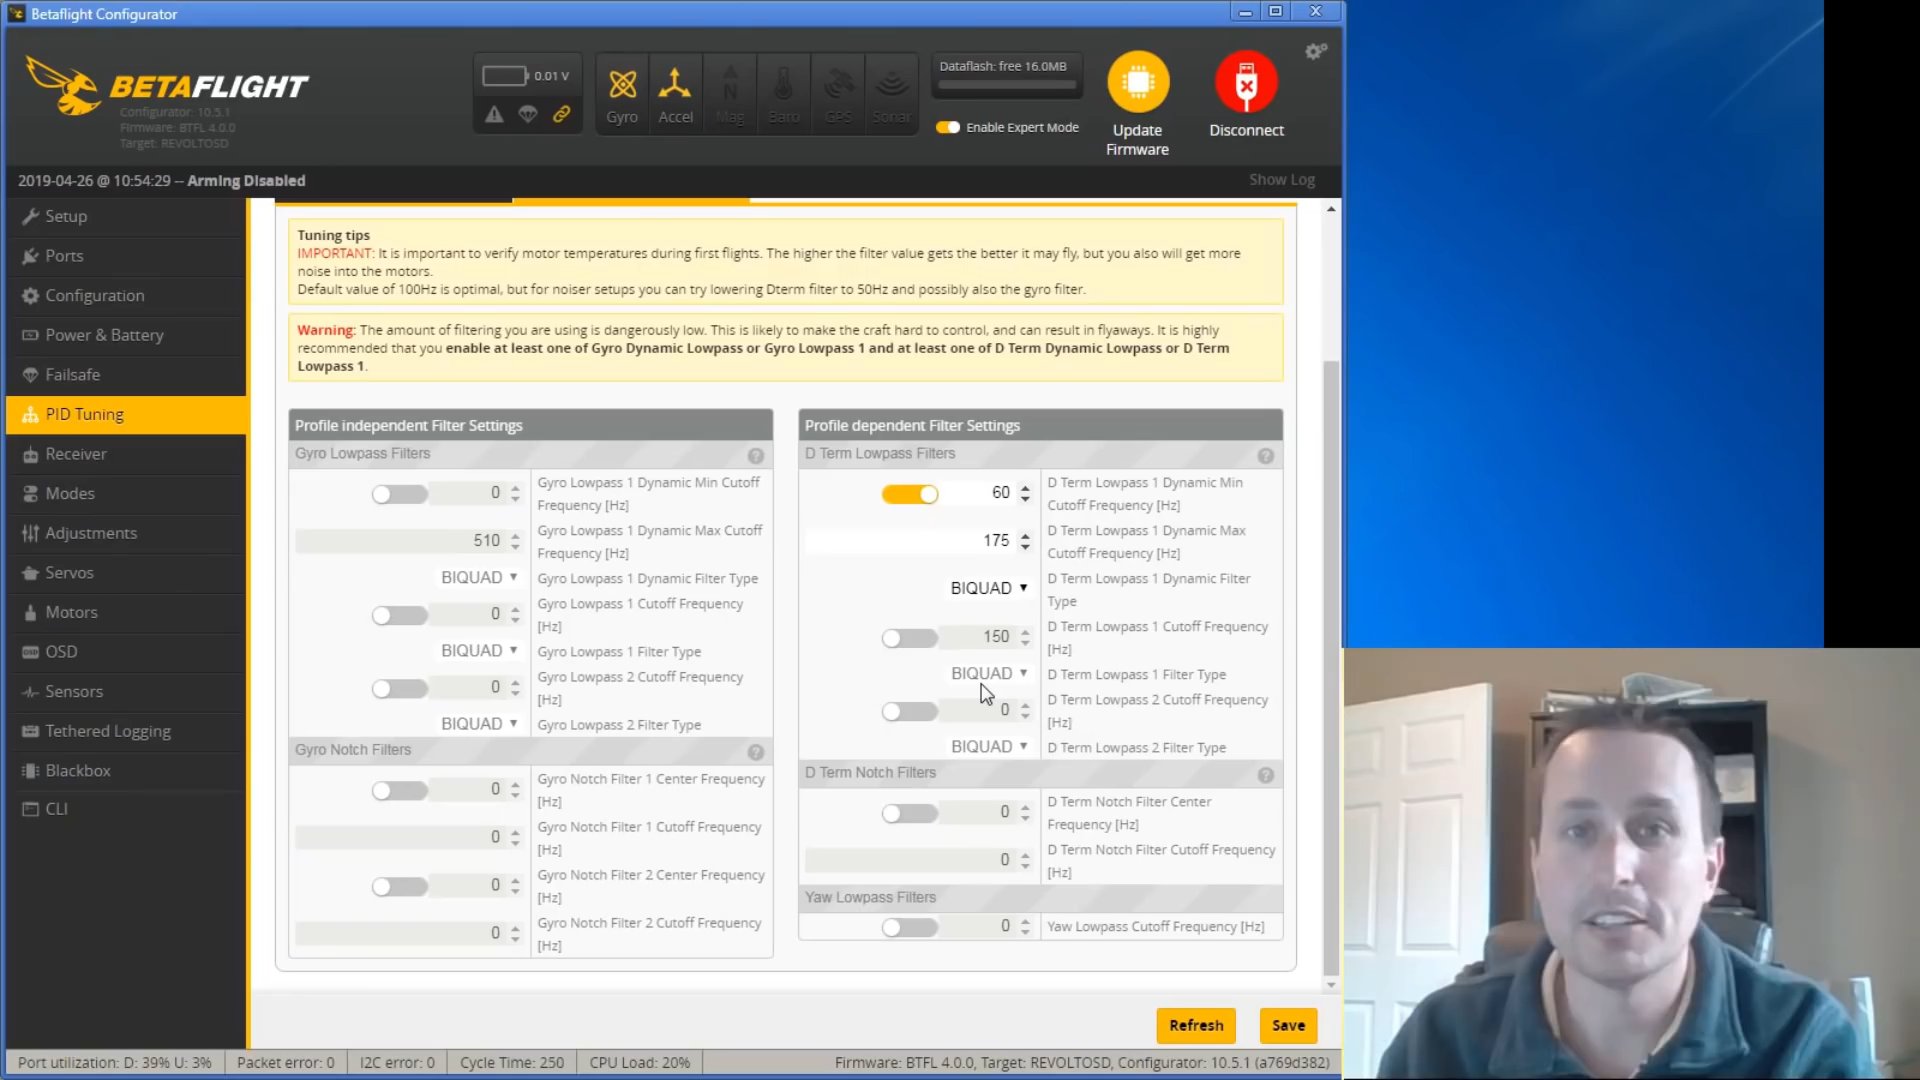 Betaflight Configurator
BETAFLIGHT
Configurator: 10.5.1
Firmware: BTFL 4.0.0
Target: REVOLTOSD
0.01 V
Gyro
Accel
Mag
Baro
GPS
Sonar
Dataflash: free 16.0MB
Enable Expert Mode
Update
Firmware
Disconnect
2019-04-26 @ 10:54:29 -- Arming Disabled
Show Log
Setup
Ports
Configuration
Power & Battery
Failsafe
PID Tuning
Receiver
Modes
Adjustments
Servos
Motors
OSD
Sensors
Tethered Logging
Blackbox
CLI
Tuning tips
IMPORTANT: It is important to verify motor temperatures during first flights. The higher the filter value gets the better it may fly, but you also will get more
noise into the motors.
Default value of 100Hz is optimal, but for noiser setups you can try lowering Dterm filter to 50Hz and possibly also the gyro filter.
Warning: The amount of filtering you are using is dangerously low. This is likely to make the craft hard to control, and can result in flyaways. It is highly
recommended that you enable at least one of Gyro Dynamic Lowpass or Gyro Lowpass 1 and at least one of D Term Dynamic Lowpass or D Term
Lowpass 1.
Profile independent Filter Settings
Gyro Lowpass Filters
?
0
Gyro Lowpass 1 Dynamic Min Cutoff
Frequency [Hz]
510
Gyro Lowpass 1 Dynamic Max Cutoff
Frequency [Hz]
BIQUAD
Gyro Lowpass 1 Dynamic Filter Type
0
Gyro Lowpass 1 Cutoff Frequency
[Hz]
BIQUAD
Gyro Lowpass 1 Filter Type
0
Gyro Lowpass 2 Cutoff Frequency
[Hz]
BIQUAD
Gyro Lowpass 2 Filter Type
Gyro Notch Filters
?
0
Gyro Notch Filter 1 Center Frequency
[Hz]
0
Gyro Notch Filter 1 Cutoff Frequency
[Hz]
0
Gyro Notch Filter 2 Center Frequency
[Hz]
0
Gyro Notch Filter 2 Cutoff Frequency
[Hz]
Profile dependent Filter Settings
D Term Lowpass Filters
?
60
D Term Lowpass 1 Dynamic Min
Cutoff Frequency [Hz]
175
D Term Lowpass 1 Dynamic Max
Cutoff Frequency [Hz]
BIQUAD
D Term Lowpass 1 Dynamic Filter
Type
150
D Term Lowpass 1 Cutoff Frequency
[Hz]
BIQUAD
D Term Lowpass 1 Filter Type
0
D Term Lowpass 2 Cutoff Frequency
[Hz]
BIQUAD
D Term Lowpass 2 Filter Type
D Term Notch Filters
?
0
D Term Notch Filter Center
Frequency [Hz]
0
D Term Notch Filter Cutoff Frequency
[Hz]
Yaw Lowpass Filters
0
Yaw Lowpass Cutoff Frequency [Hz]
Refresh
Save
Port utilization: D: 39% U: 3%
Packet error: 0
I2C error: 0
Cycle Time: 250
CPU Load: 20%
Firmware: BTFL 4.0.0, Target: REVOLTOSD, Configurator: 10.5.1 (a769d382)